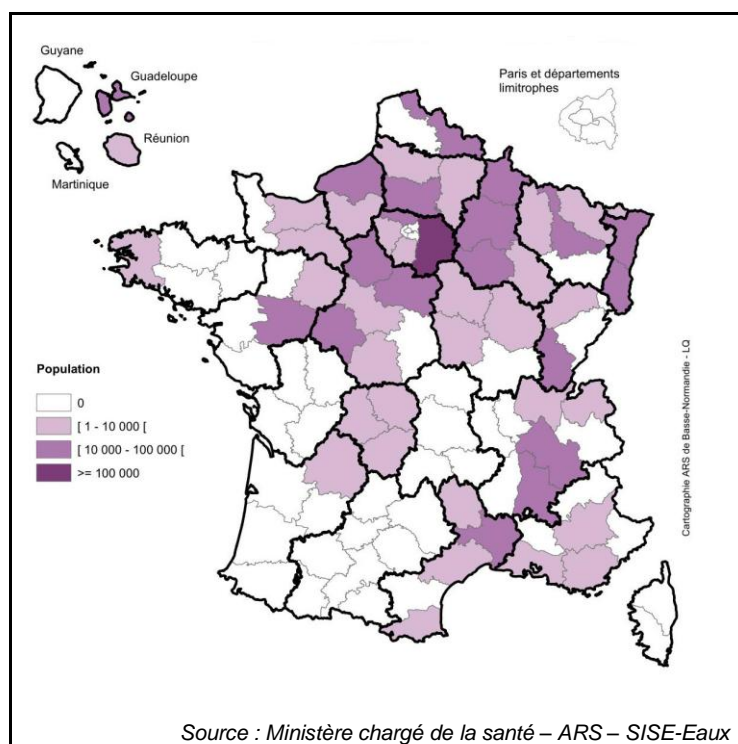 Guyane
Guadeloupe
Réunion
Martinique
Paris et départements
limitrophes
Population
0
[ 1 - 10 000 [
[ 10 000 - 100 000 [
>= 100 000
Cartographie ARS de Basse-Normandie - LQ
Source : Ministère chargé de la santé – ARS – SISE-Eaux